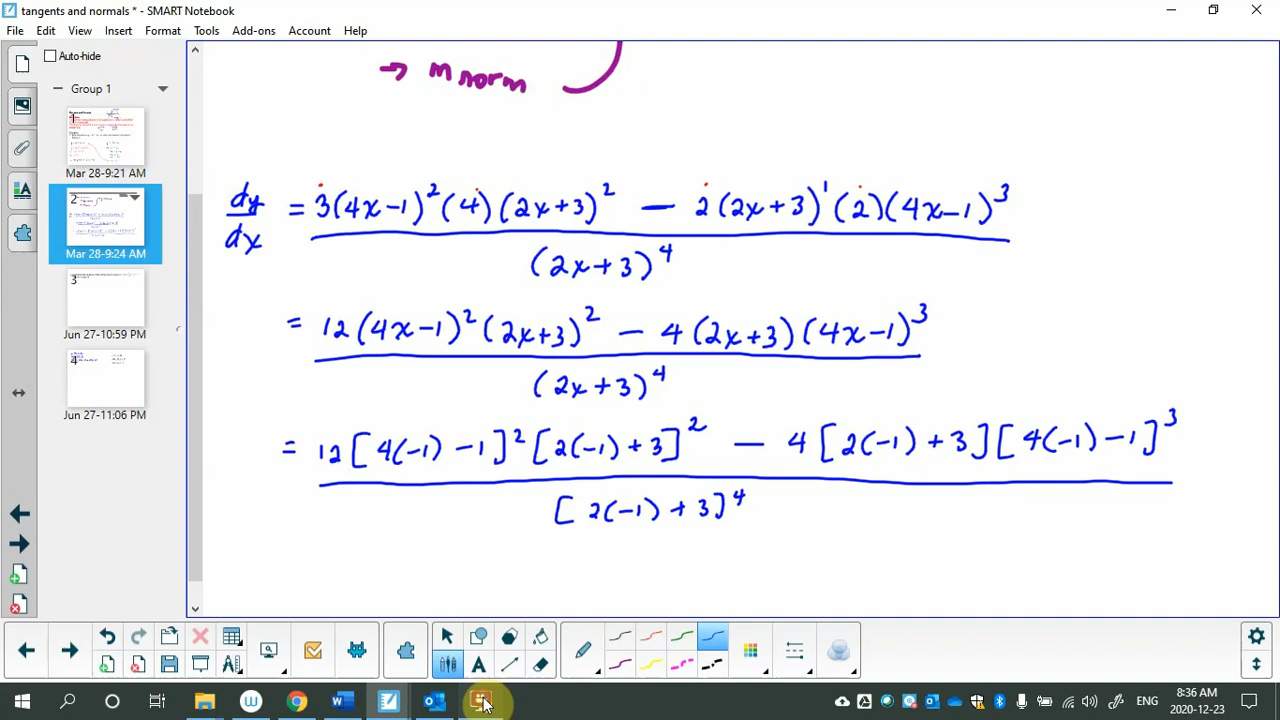 tangents and normals * - SMART Notebook
File Edit View Insert Format Tools Add-ons Account Help
Auto-hide
Group 1
1
Mar 28-9:21 AM
2
Mar 28-9:24 AM
3
Jun 27-10:59 PM
4
Jun 27-11:06 PM
→ m norm
dy/dx = 3(4x-1)^2(4)(2x+3)^2 — 2(2x+3)^1(2)(4x-1)^3
(2x+3)^4
= 12(4x-1)^2(2x+3)^2 — 4(2x+3)(4x-1)^3
(2x+3)^4
= 12[4(-1)-1]^2[2(-1)+3]^2 — 4[2(-1)+3][4(-1)-1]^3
[2(-1)+3]^4
ENG
8:36 AM
2020-12-23